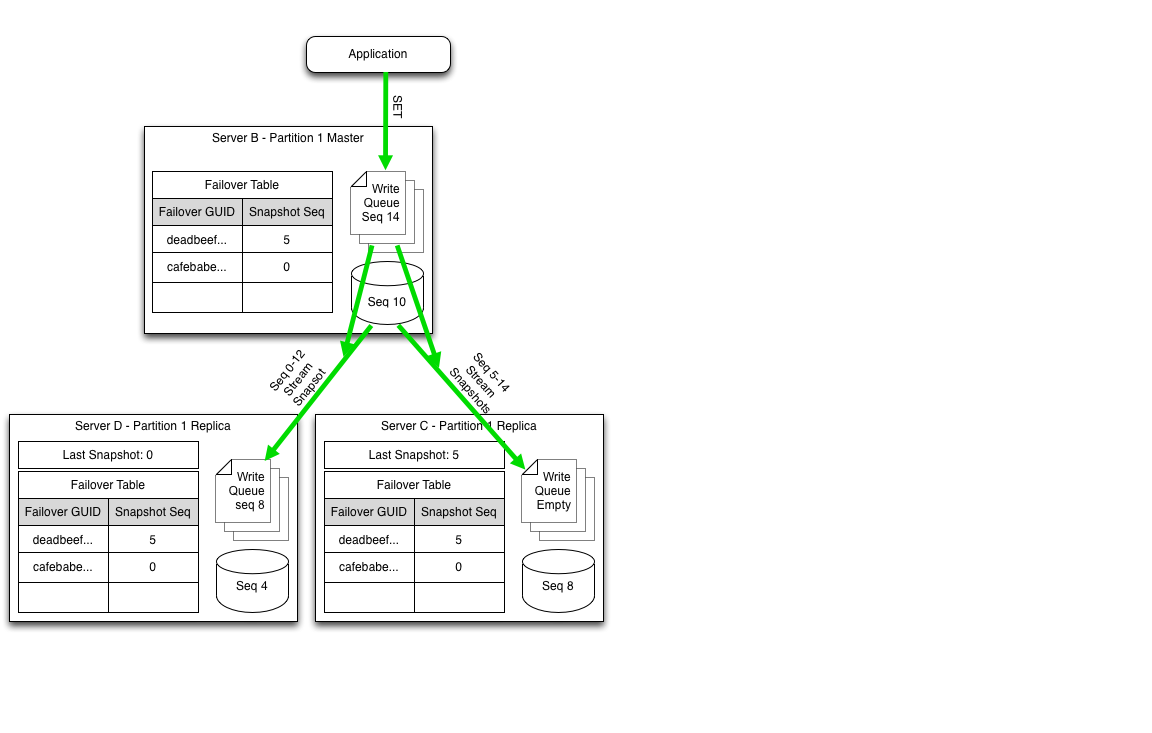 Application
SET
Server B - Partition 1 Master
Failover Table
Failover GUID Snapshot Seq
deadbeef... 5
cafebabe... 0
Write
Queue
Seq 14
Seq 10
Seq 0-12
Stream
Snapsot
Seq 5-14
Stream
Snapshots
Server D - Partition 1 Replica
Last Snapshot: 0
Failover Table
Failover GUID Snapshot Seq
deadbeef... 5
cafebabe... 0
Write
Queue
seq 8
Seq 4
Server C - Partition 1 Replica
Last Snapshot: 5
Failover Table
Failover GUID Snapshot Seq
deadbeef... 5
cafebabe... 0
Write
Queue
Empty
Seq 8